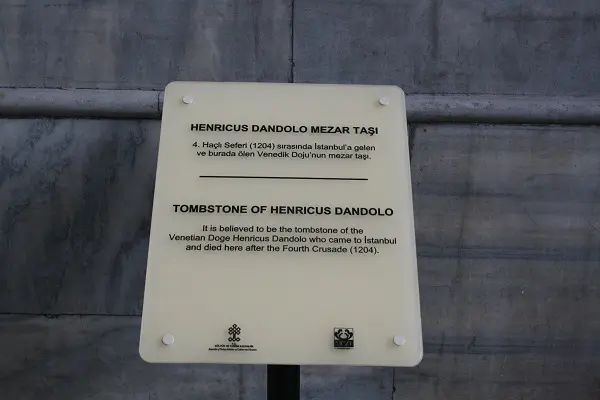 HENRICUS DANDOLO MEZAR TAŞI
4. Haçlı Seferi (1204) sırasında İstanbul'a gelen
ve burada ölen Venedik Doju'nun mezar taşı.
TOMBSTONE OF HENRICUS DANDOLO
It is believed to be the tombstone of the
Venetian Doge Henricus Dandolo who came to İstanbul
and died here after the Fourth Crusade (1204).